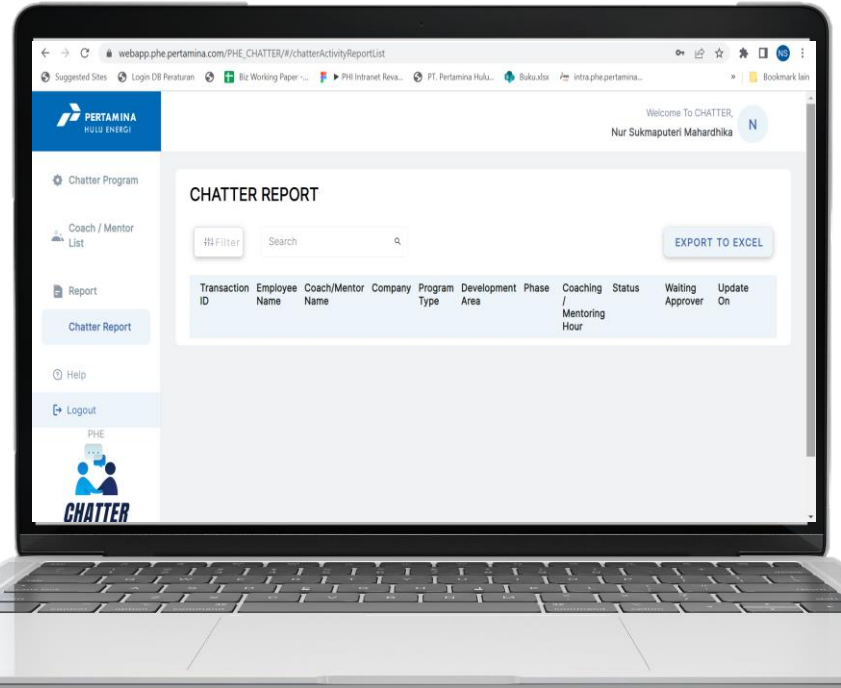 webapp.phe.pertamina.com/PHE_CHATTER/#/chatterActivityReportList
NS
Suggested Sites Login DB Peraturan Biz Working Paper -... PHI Intranet Reva... PT. Pertamina Hulu... Buku.xlsx intra.phe.pertamina... » Bookmark lain
PERTAMINA
HULU ENERGI
Welcome To CHATTER,
Nur Sukmaputeri Mahardhika
N
Chatter Program
Coach / Mentor
List
Report
Chatter Report
Help
Logout
PHE
CHATTER
CHATTER REPORT
Filter
Search
EXPORT TO EXCEL
Transaction ID
Employee Name
Coach/Mentor Name
Company
Program Type
Development Area
Phase
Coaching / Mentoring Hour
Status
Waiting Approver
Update On